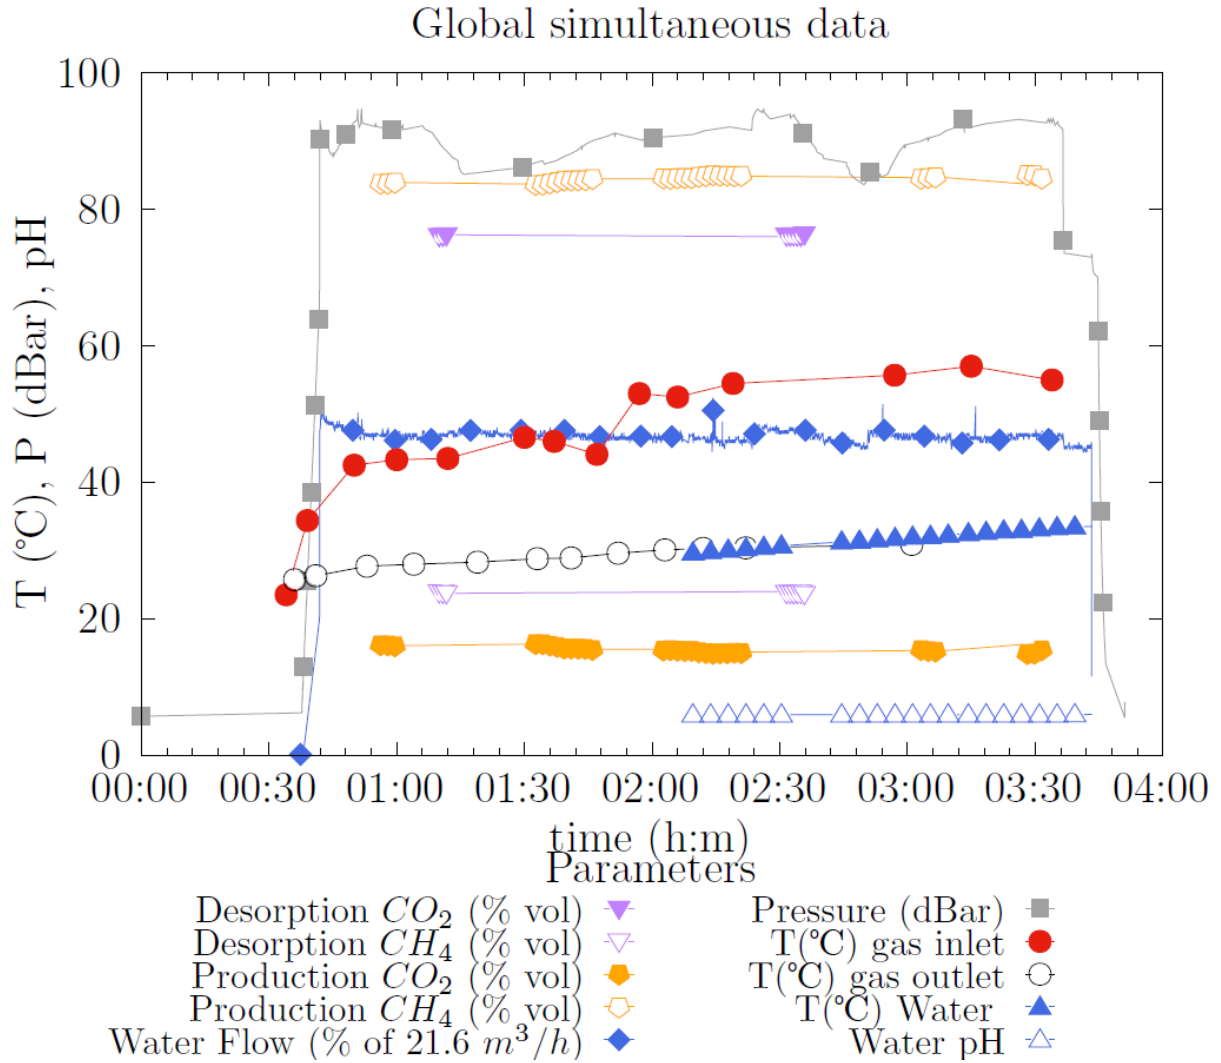 Global simultaneous data
T (°C), P (dBar), pH
100
80
60
40
20
0
00:00 00:30 01:00 01:30 02:00 02:30 03:00 03:30 04:00
time (h:m)
Parameters
Desorption CO₂ (% vol)
Desorption CH₄ (% vol)
Production CO₂ (% vol)
Production CH₄ (% vol)
Water Flow (% of 21.6 m³/h)
Pressure (dBar)
T(°C) gas inlet
T(°C) gas outlet
T(°C) Water
Water pH